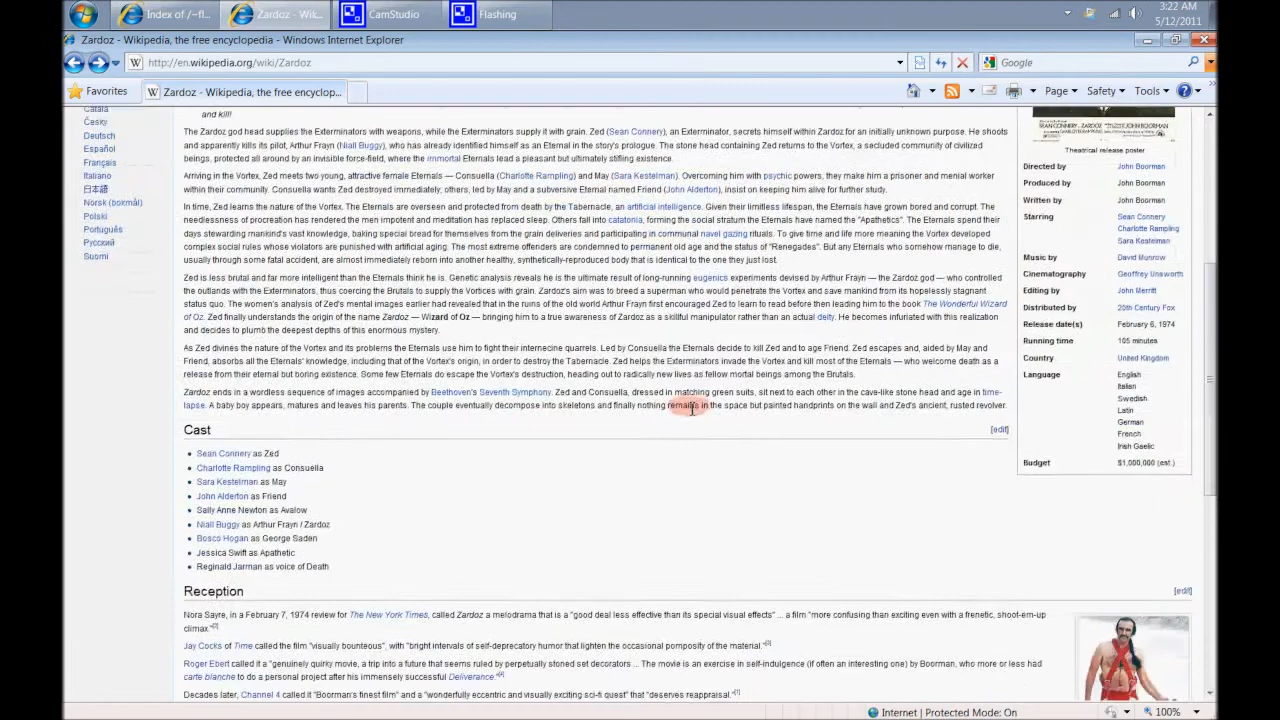 Index of /~fl...
Zardoz - Wik...
CamStudio
Flashing
3:22 AM
5/12/2011
Zardoz - Wikipedia, the free encyclopedia - Windows Internet Explorer
http://en.wikipedia.org/wiki/Zardoz
Google
Favorites
Zardoz - Wikipedia, the free encyclop...
Page
Safety
Tools
Català
Česky
Deutsch
Español
Français
Italiano
日本語
Norsk (bokmål)
Polski
Português
Русский
Suomi
and kill!
The Zardoz god head supplies the Exterminators with weapons, while the Exterminators supply it with grain. Zed (Sean Connery), an Exterminator, secrets himself within Zardoz for an initially unknown purpose. He shoots
and apparently kills its pilot, Arthur Frayn (Niall Buggy), who has already identified himself as an Eternal in the story's prologue. The stone head containing Zed returns to the Vortex, a secluded community of civilized
beings, protected all around by an invisible force-field, where the immortal Eternals lead a pleasant but ultimately stifling existence.
Arriving in the Vortex, Zed meets two young, attractive female Eternals — Consuella (Charlotte Rampling) and May (Sara Kestelman). Overcoming him with psychic powers, they make him a prisoner and menial worker
within their community. Consuella wants Zed destroyed immediately; others, led by May and a subversive Eternal named Friend (John Alderton), insist on keeping him alive for further study.
In time, Zed learns the nature of the Vortex. The Eternals are overseen and protected from death by the Tabernacle, an artificial intelligence. Given their limitless lifespan, the Eternals have grown bored and corrupt. The
needlessness of procreation has rendered the men impotent and meditation has replaced sleep. Others fall into catatonia, forming the social stratum the Eternals have named the "Apathetics". The Eternals spend their
days stewarding mankind's vast knowledge, baking special bread for themselves from the grain deliveries and participating in communal navel gazing rituals. To give time and life more meaning the Vortex developed
complex social rules whose violators are punished with artificial aging. The most extreme offenders are condemned to permanent old age and the status of "Renegades". But any Eternals who somehow manage to die,
usually through some fatal accident, are almost immediately reborn into another healthy, synthetically-reproduced body that is identical to the one they just lost.
Zed is less brutal and far more intelligent than the Eternals think he is. Genetic analysis reveals he is the ultimate result of long-running eugenics experiments devised by Arthur Frayn — the Zardoz god — who controlled
the outlands with the Exterminators, thus coercing the Brutals to supply the Vortices with grain. Zardoz's aim was to breed a superman who would penetrate the Vortex and save mankind from its hopelessly stagnant
status quo. The women's analysis of Zed's mental images earlier had revealed that in the ruins of the old world Arthur Frayn first encouraged Zed to learn to read before then leading him to the book The Wonderful Wizard
of Oz. Zed finally understands the origin of the name Zardoz — Wizard of Oz — bringing him to a true awareness of Zardoz as a skillful manipulator rather than an actual deity. He becomes infuriated with this realization
and decides to plumb the deepest depths of this enormous mystery.
As Zed divines the nature of the Vortex and its problems the Eternals use him to fight their internecine quarrels. Led by Consuella the Eternals decide to kill Zed and to age Friend. Zed escapes and, aided by May and
Friend, absorbs all the Eternals' knowledge, including that of the Vortex's origin, in order to destroy the Tabernacle. Zed helps the Exterminators invade the Vortex and kill most of the Eternals — who welcome death as a
release from their eternal but boring existence. Some few Eternals do escape the Vortex's destruction, heading out to radically new lives as fellow mortal beings among the Brutals.
Zardoz ends in a wordless sequence of images accompanied by Beethoven's Seventh Symphony. Zed and Consuella, dressed in matching green suits, sit next to each other in the cave-like stone head and age in time-
lapse. A baby boy appears, matures and leaves his parents. The couple eventually decompose into skeletons and finally nothing remains in the space but painted handprints on the wall and Zed's ancient, rusted revolver.
Cast
[edit]
Sean Connery as Zed
Charlotte Rampling as Consuella
Sara Kestelman as May
John Alderton as Friend
Sally Anne Newton as Avalow
Niall Buggy as Arthur Frayn / Zardoz
Bosco Hogan as George Saden
Jessica Swift as Apathetic
Reginald Jarman as voice of Death
Reception
[edit]
Nora Sayre, in a February 7, 1974 review for The New York Times, called Zardoz a melodrama that is a "good deal less effective than its special visual effects" ... a film "more confusing than exciting even with a frenetic, shoot-em-up
climax."[2]
Jay Cocks of Time called the film "visually bounteous", with "bright intervals of self-deprecatory humor that lighten the occasional pomposity of the material."[3]
Roger Ebert called it a "genuinely quirky movie, a trip into a future that seems ruled by perpetually stoned set decorators ... The movie is an exercise in self-indulgence (if often an interesting one) by Boorman, who more or less had
carte blanche to do a personal project after his immensely successful Deliverance."[4]
Decades later, Channel 4 called it "Boorman's finest film" and a "wonderfully eccentric and visually exciting sci-fi quest" that "deserves reappraisal."[1]
SEAN CONNERY
JOHN BOORMAN
Theatrical release poster
Directed by John Boorman
Produced by John Boorman
Written by John Boorman
Starring Sean Connery
Charlotte Rampling
Sara Kestelman
Music by David Munrow
Cinematography Geoffrey Unsworth
Editing by John Merritt
Distributed by 20th Century Fox
Release date(s) February 6, 1974
Running time 105 minutes
Country United Kingdom
Language English
Italian
Swedish
Latin
German
French
Irish Gaelic
Budget $1,000,000 (est.)
Internet | Protected Mode: On
100%